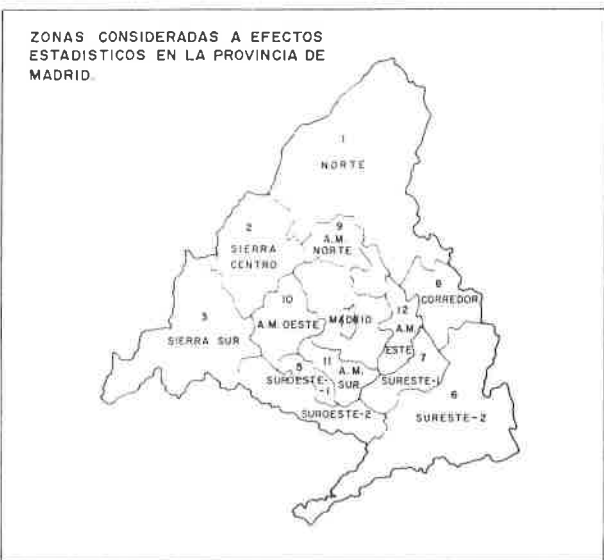 ZONAS CONSIDERADAS A EFECTOS
ESTADISTICOS EN LA PROVINCIA DE
MADRID.
1
NORTE
2
SIERRA
CENTRO
9
A.M.
NORTE
8
CORREDOR
3
SIERRA SUR
10
A.M. OESTE
MADRID
12
A.M.
ESTE
5
SUROESTE-
-1
11
A.M.
SUR
7
SURESTE-1
6
SURESTE-2
SUROESTE-2